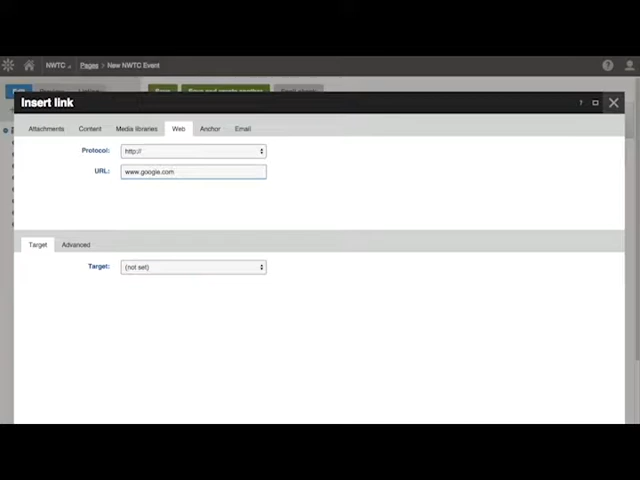 NWTC Pages > New NWTC Event
Insert link
?
Attachments Content Media libraries Web Anchor Email
Protocol: http://
URL: www.google.com
Target Advanced
Target: (not set)